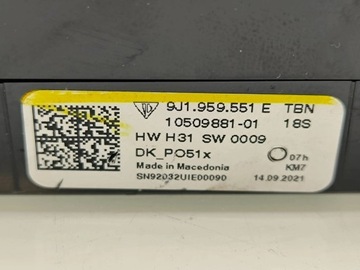 9J1.959.551 E TBN
10509881-01 18S
HW H31 SW 0009
DK_PO51x 07h
Made in Macedonia KM7
SN92032UIE00090 14.09.2021